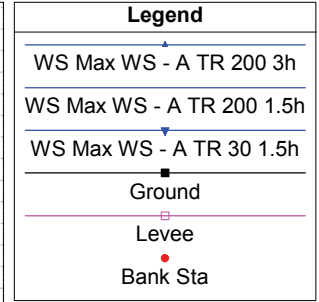 Legend
WS Max WS - A TR 200 3h
WS Max WS - A TR 200 1.5h
WS Max WS - A TR 30 1.5h
Ground
Levee
Bank Sta